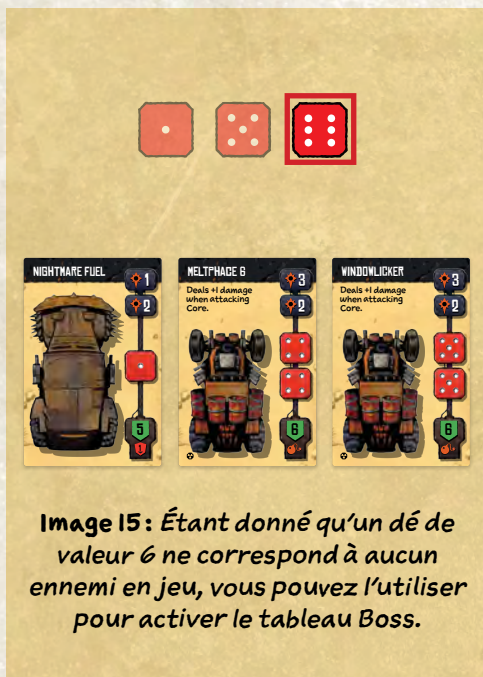 NIGHTMARE FUEL
1
2
5
!
MELTPHACE 6
Deals +1 damage
when attacking
Core.
3
2
6
WINDOWLICKER
Deals +1 damage
when attacking
Core.
3
2
6
Image 15 : Étant donné qu'un dé de
valeur 6 ne correspond à aucun
ennemi en jeu, vous pouvez l'utiliser
pour activer le tableau Boss.